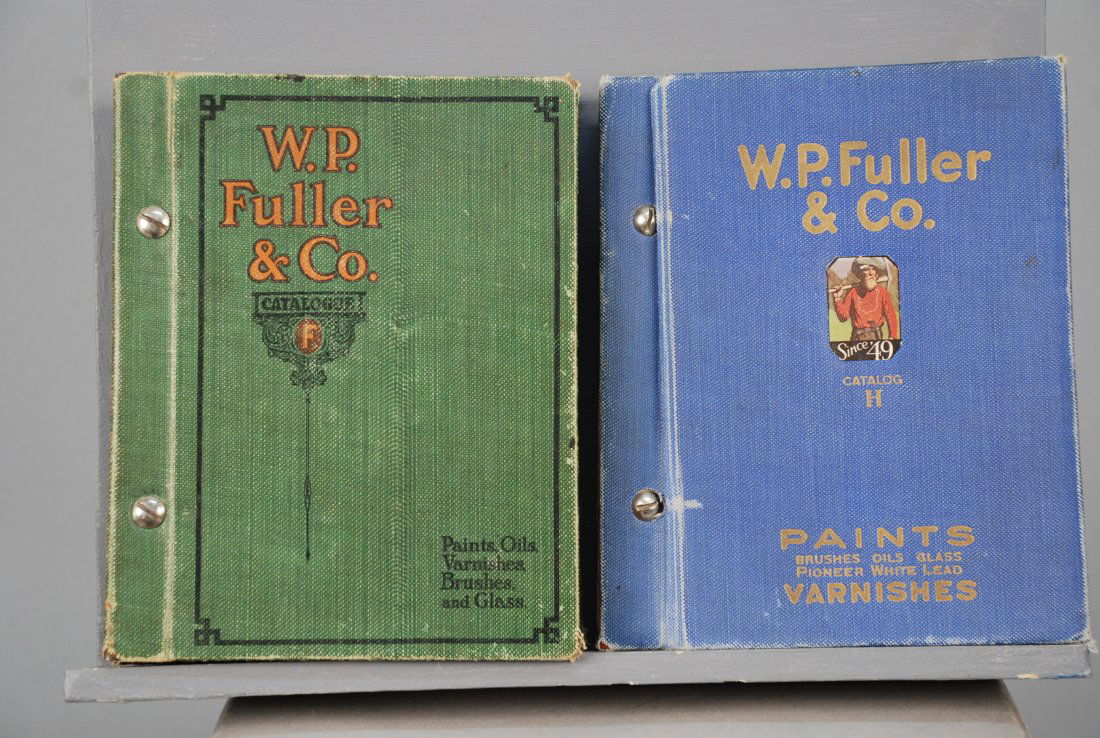 W.P.
Fuller
& Co.
CATALOGUE
F
Paints, Oils,
Varnishes,
Brushes,
and Glass.
W.P. Fuller
& Co.
Since '49
CATALOG
H
PAINTS
BRUSHES OILS GLASS
PIONEER WHITE LEAD
VARNISHES